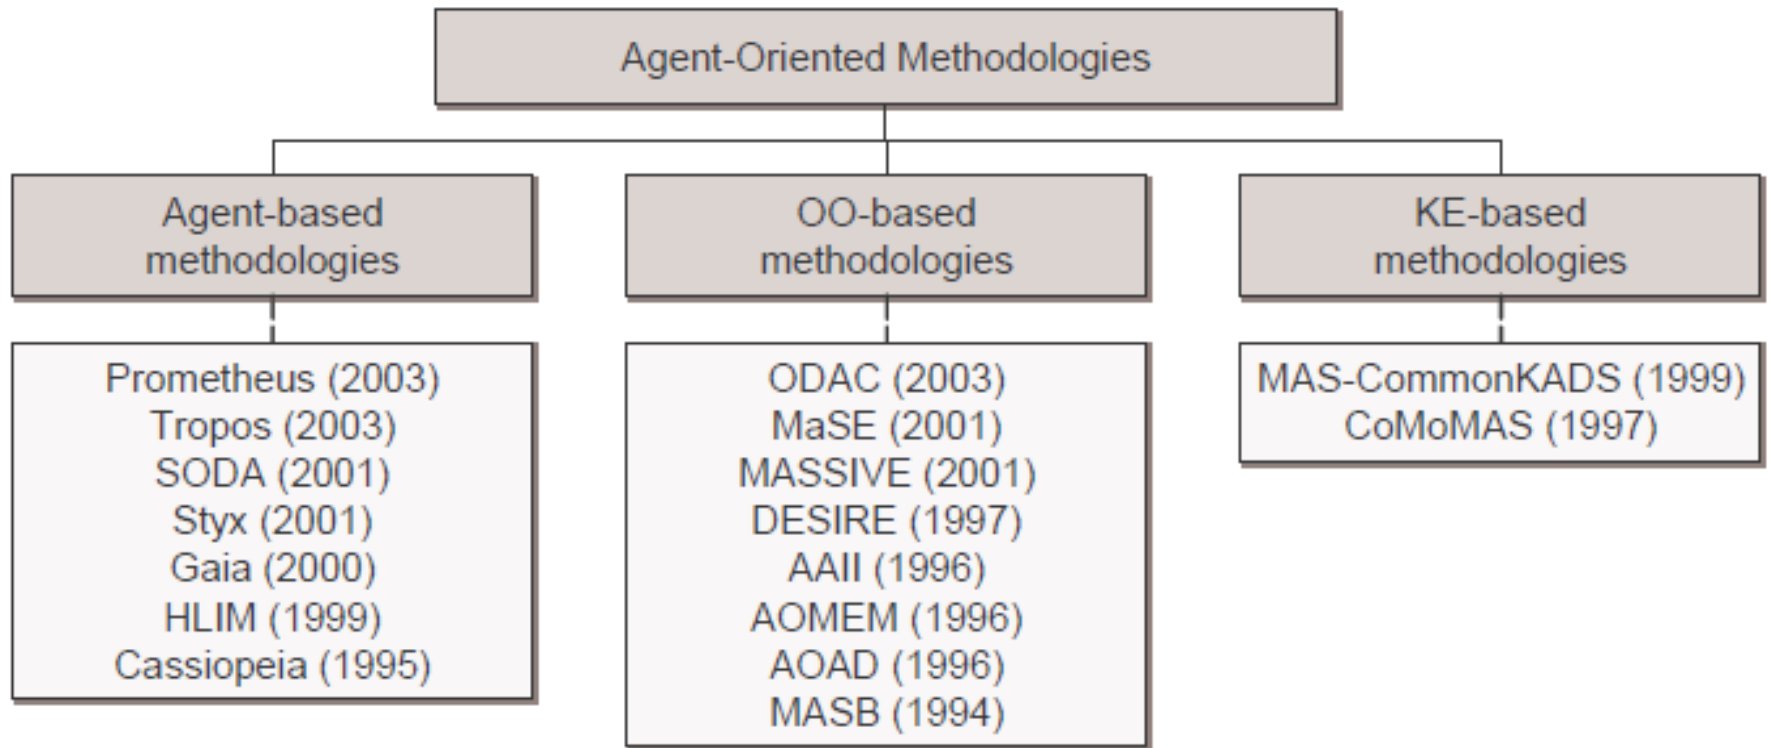 Agent-Oriented Methodologies
Agent-based
methodologies
OO-based
methodologies
KE-based
methodologies
Prometheus (2003)
Tropos (2003)
SODA (2001)
Styx (2001)
Gaia (2000)
HLIM (1999)
Cassiopeia (1995)
ODAC (2003)
MaSE (2001)
MASSIVE (2001)
DESIRE (1997)
AAII (1996)
AOMEM (1996)
AOAD (1996)
MASB (1994)
MAS-CommonKADS (1999)
CoMoMAS (1997)